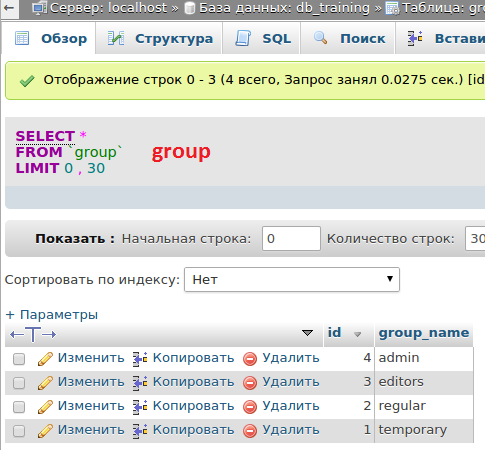 Сервер: localhost » База данных: db_training » Таблица: gro
Обзор Структура SQL Поиск Встави
Отображение строк 0 - 3 (4 всего, Запрос занял 0.0275 сек.) [id
SELECT *
FROM `group` group
LIMIT 0 , 30
Показать : Начальная строка: 0 Количество строк: 30
Сортировать по индексу: Нет
+ Параметры
←T→ id group_name
Изменить Копировать Удалить 4 admin
Изменить Копировать Удалить 3 editors
Изменить Копировать Удалить 2 regular
Изменить Копировать Удалить 1 temporary